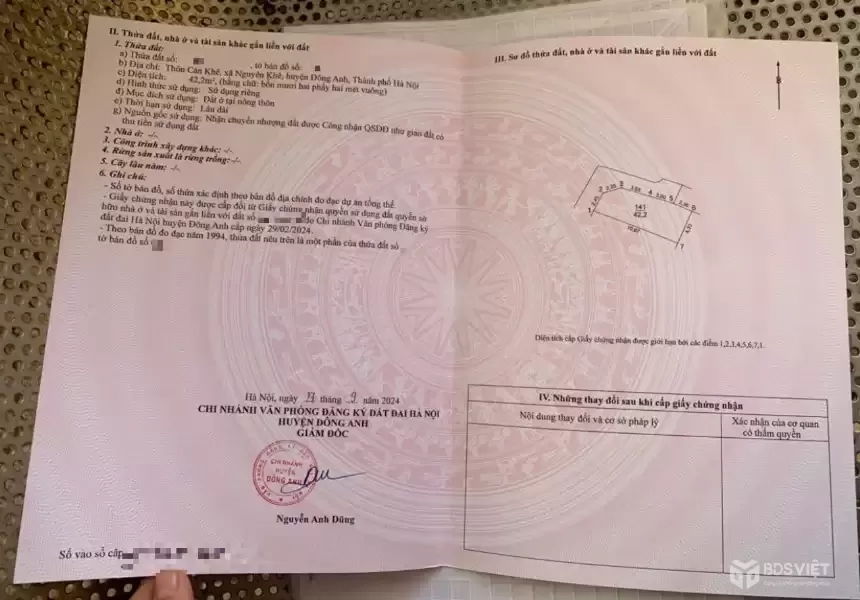 II. Thửa đất, nhà ở và tài sản khác gắn liền với đất
1. Thửa đất:
a) Thửa đất số: , tờ bản đồ số:
b) Địa chỉ: Thôn Cán Khê, xã Nguyên Khê, huyện Đông Anh, Thành phố Hà Nội
c) Diện tích: 42,2m², (bằng chữ: bốn mươi hai phẩy hai mét vuông)
d) Hình thức sử dụng: Sử dụng riêng
đ) Mục đích sử dụng: Đất ở tại nông thôn
e) Thời hạn sử dụng: Lâu dài
g) Nguồn gốc sử dụng: Nhận chuyển nhượng đất được Công nhận QSDĐ như giao đất có
thu tiền sử dụng đất
2. Nhà ở: -/-
3. Công trình xây dựng khác: -/-
4. Rừng sản xuất là rừng trồng: -/-
5. Cây lâu năm: -/-
6. Ghi chú:
- Số tờ bản đồ, số thửa xác định theo bản đồ địa chính đo đạc dự án tổng thể.
- Giấy chứng nhận này được cấp đổi từ Giấy chứng nhận quyền sử dụng đất quyền sở
hữu nhà ở và tài sản gắn liền với đất số do Chi nhánh Văn phòng Đăng ký
đất đai Hà Nội huyện Đông Anh cấp ngày 29/02/2024.
- Theo bản đồ đo đạc năm 1994, thửa đất nêu trên là một phần của thửa đất số
tờ bản đồ số
Hà Nội, ngày 17 tháng 9 năm 2024
CHI NHÁNH VĂN PHÒNG ĐĂNG KÝ ĐẤT ĐAI HÀ NỘI
HUYỆN ĐÔNG ANH
GIÁM ĐỐC
CHI NHÁNH
HUYỆN
ĐÔNG ANH
Nguyễn Anh Dũng
Số vào sổ cấp
III. Sơ đồ thửa đất, nhà ở và tài sản khác gắn liền với đất
B
1 2 3 4 5 6 7
141
42,2
Diện tích cấp Giấy chứng nhận được giới hạn bởi các điểm 1,2,3,4,5,6,7,1.
IV. Những thay đổi sau khi cấp giấy chứng nhận
Nội dung thay đổi và cơ sở pháp lý
Xác nhận của cơ quan
có thẩm quyền
BDSVIỆT